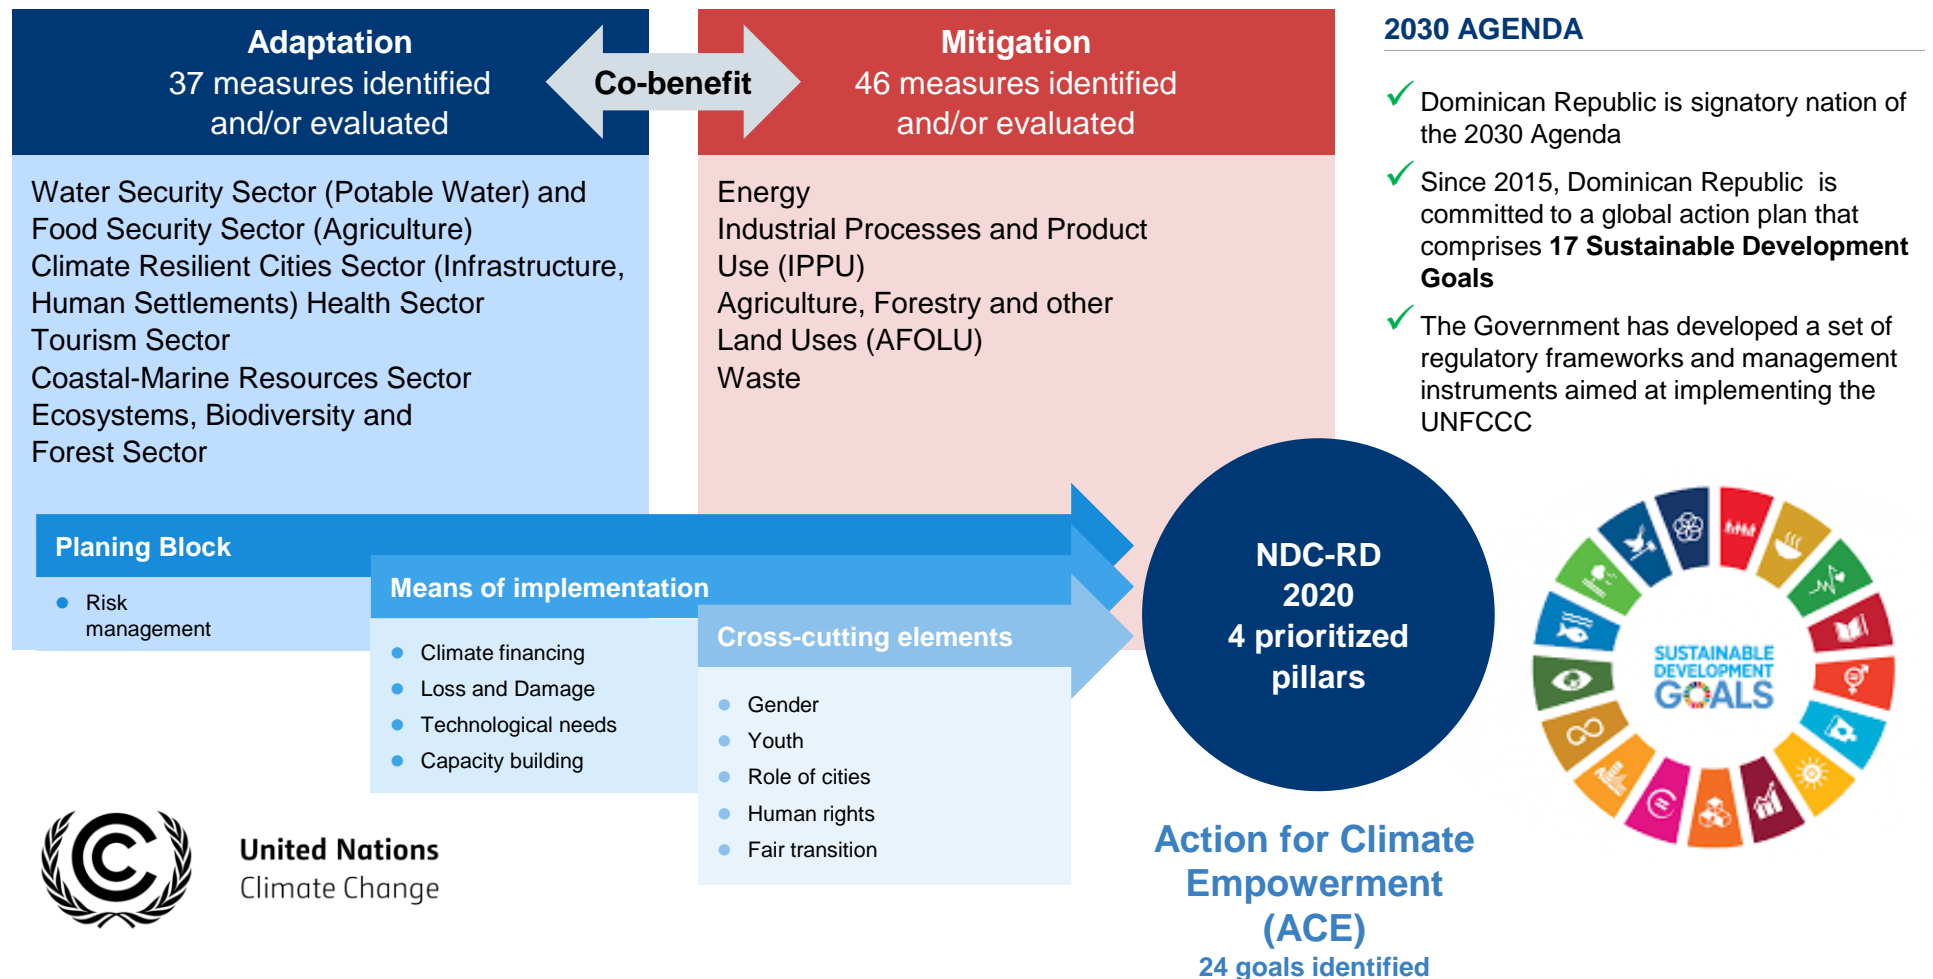 Adaptation
37 measures identified
and/or evaluated
Co-benefit
Mitigation
46 measures identified
and/or evaluated
Water Security Sector (Potable Water) and
Food Security Sector (Agriculture)
Climate Resilient Cities Sector (Infrastructure,
Human Settlements) Health Sector
Tourism Sector
Coastal-Marine Resources Sector
Ecosystems, Biodiversity and
Forest Sector
Energy
Industrial Processes and Product
Use (IPPU)
Agriculture, Forestry and other
Land Uses (AFOLU)
Waste
Planing Block
Risk
management
Means of implementation
Climate financing
Loss and Damage
Technological needs
Capacity building
Cross-cutting elements
Gender
Youth
Role of cities
Human rights
Fair transition
NDC-RD
2020
4 prioritized
pillars
Action for Climate
Empowerment
(ACE)
24 goals identified
2030 AGENDA
Dominican Republic is signatory nation of
the 2030 Agenda
Since 2015, Dominican Republic is
committed to a global action plan that
comprises 17 Sustainable Development
Goals
The Government has developed a set of
regulatory frameworks and management
instruments aimed at implementing the
UNFCCC
SUSTAINABLE
DEVELOPMENT
GOALS
United Nations
Climate Change